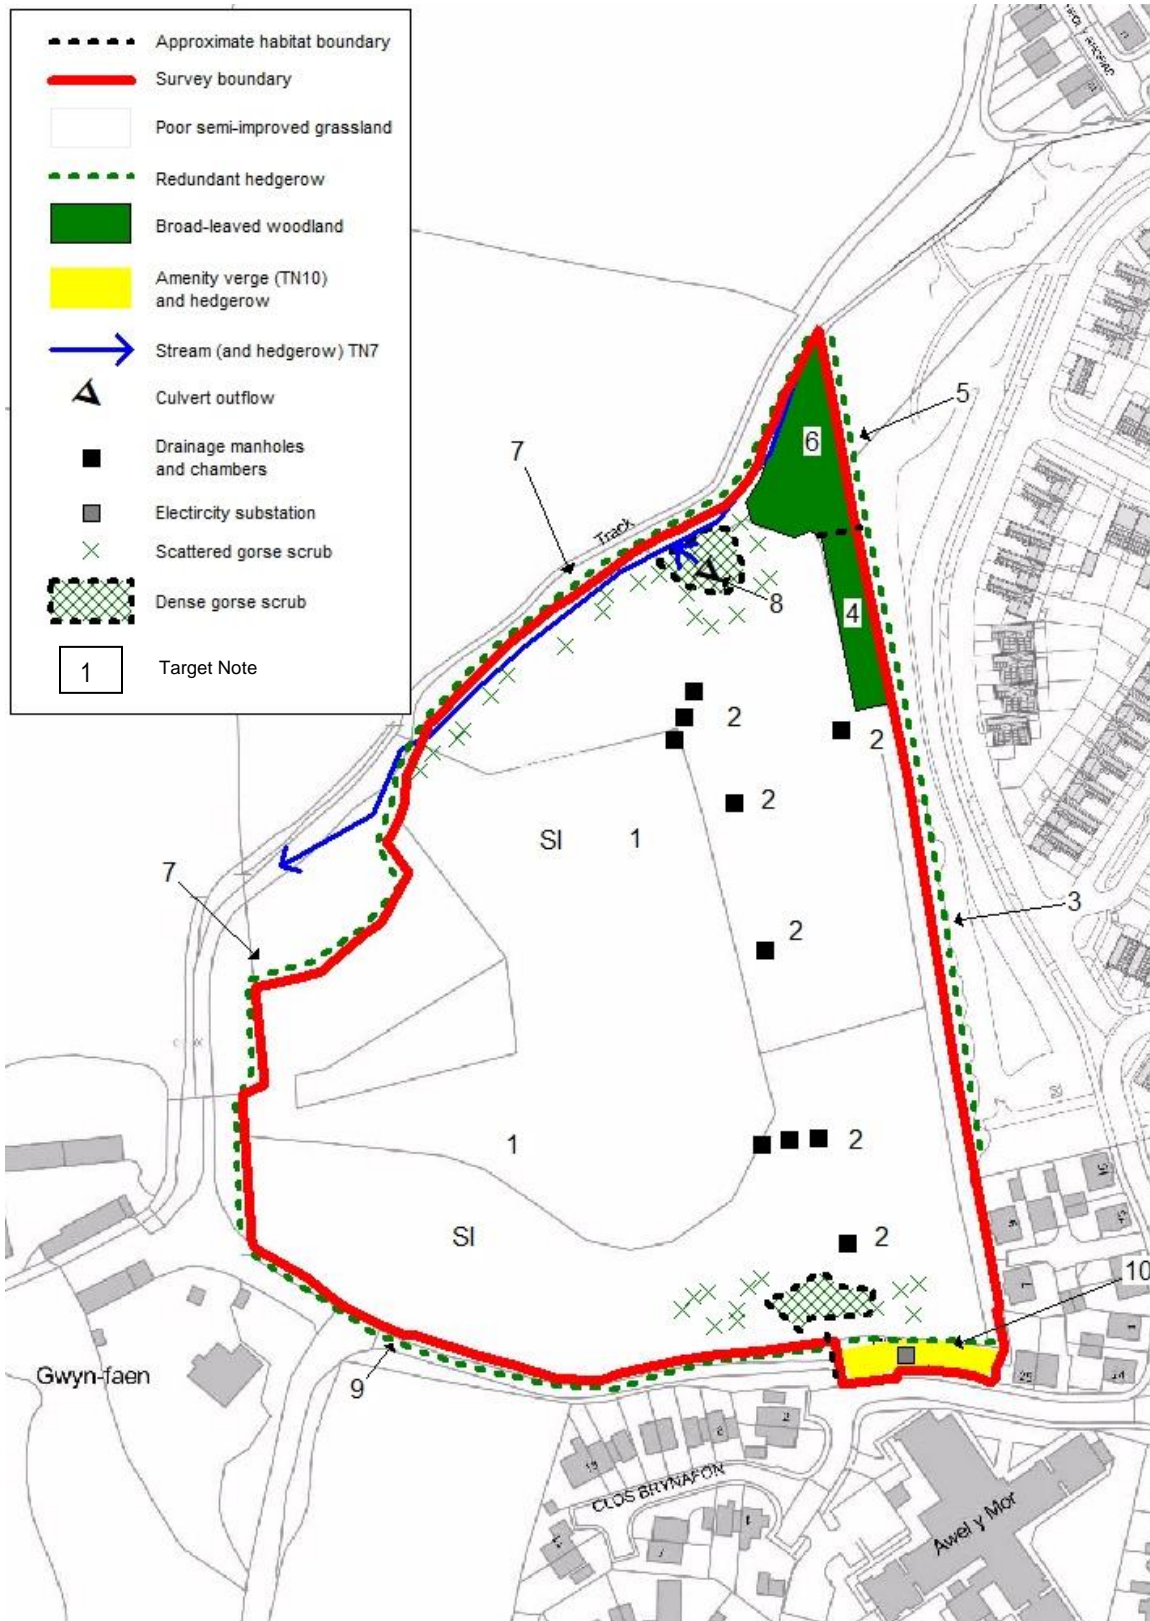 Approximate habitat boundary
Survey boundary
Poor semi-improved grassland
Redundant hedgerow
Broad-leaved woodland
Amenity verge (TN10)
and hedgerow
Stream (and hedgerow) TN7
Culvert outflow
Drainage manholes
and chambers
Electircity substation
Scattered gorse scrub
Dense gorse scrub
1 Target Note
5
6
7
Track
8
4
2
2
2
SI 1
7
3
2
1
2
SI
2
10
Gwyn-faen
9
CLOS BRYNAFON
Awel y Mor